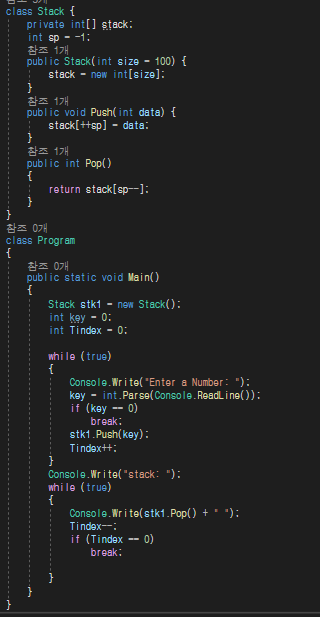 class Stack {
private int[] stack;
int sp = -1;
참조 1개
public Stack(int size = 100) {
stack = new int[size];
}
참조 1개
public void Push(int data) {
stack[++sp] = data;
}
참조 1개
public int Pop()
{
return stack[sp--];
}
}
참조 0개
class Program
{
참조 0개
public static void Main()
{
Stack stk1 = new Stack();
int key = 0;
int Tindex = 0;
while (true)
{
Console.Write("Enter a Number: ");
key = int.Parse(Console.ReadLine());
if (key == 0)
break;
stk1.Push(key);
Tindex++;
}
Console.Write("stack: ");
while (true)
{
Console.Write(stk1.Pop() + " ");
Tindex--;
if (Tindex == 0)
break;
}
}
}